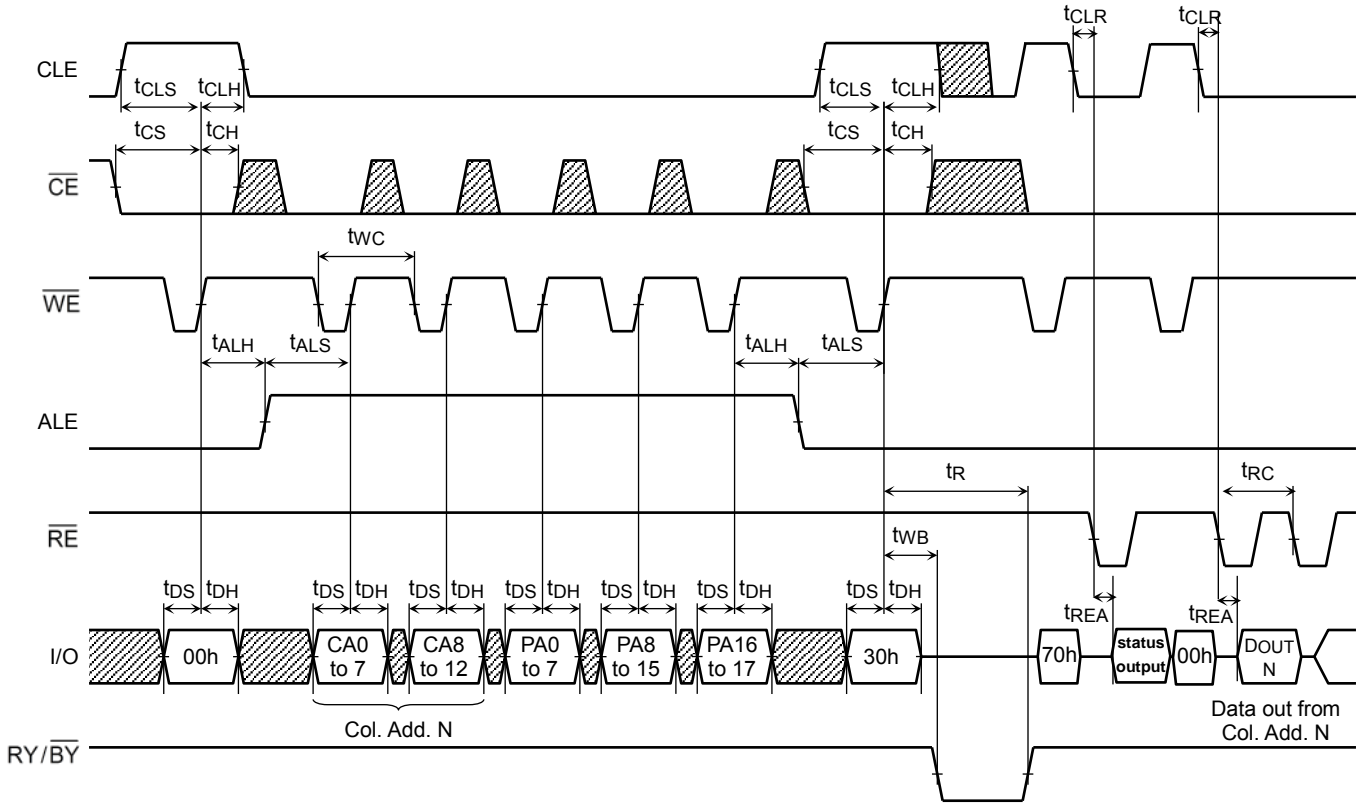 tCLR tCLR
CLE
tCLS tCLH tCLS tCLH
tCS tCH tCS tCH
CE
tWC
WE
tALH tALS tALH tALS
ALE
tR tRC
RE
tWB
tDS tDH tDS tDH tDS tDH tDS tDH tDS tDH tDS tDH tDS tDH
tREA tREA
I/O
00h
CA0 to 7
CA8 to 12
PA0 to 7
PA8 to 15
PA16 to 17
30h
70h
status output
00h
DOUT N
Col. Add. N
Data out from
Col. Add. N
RY/BY